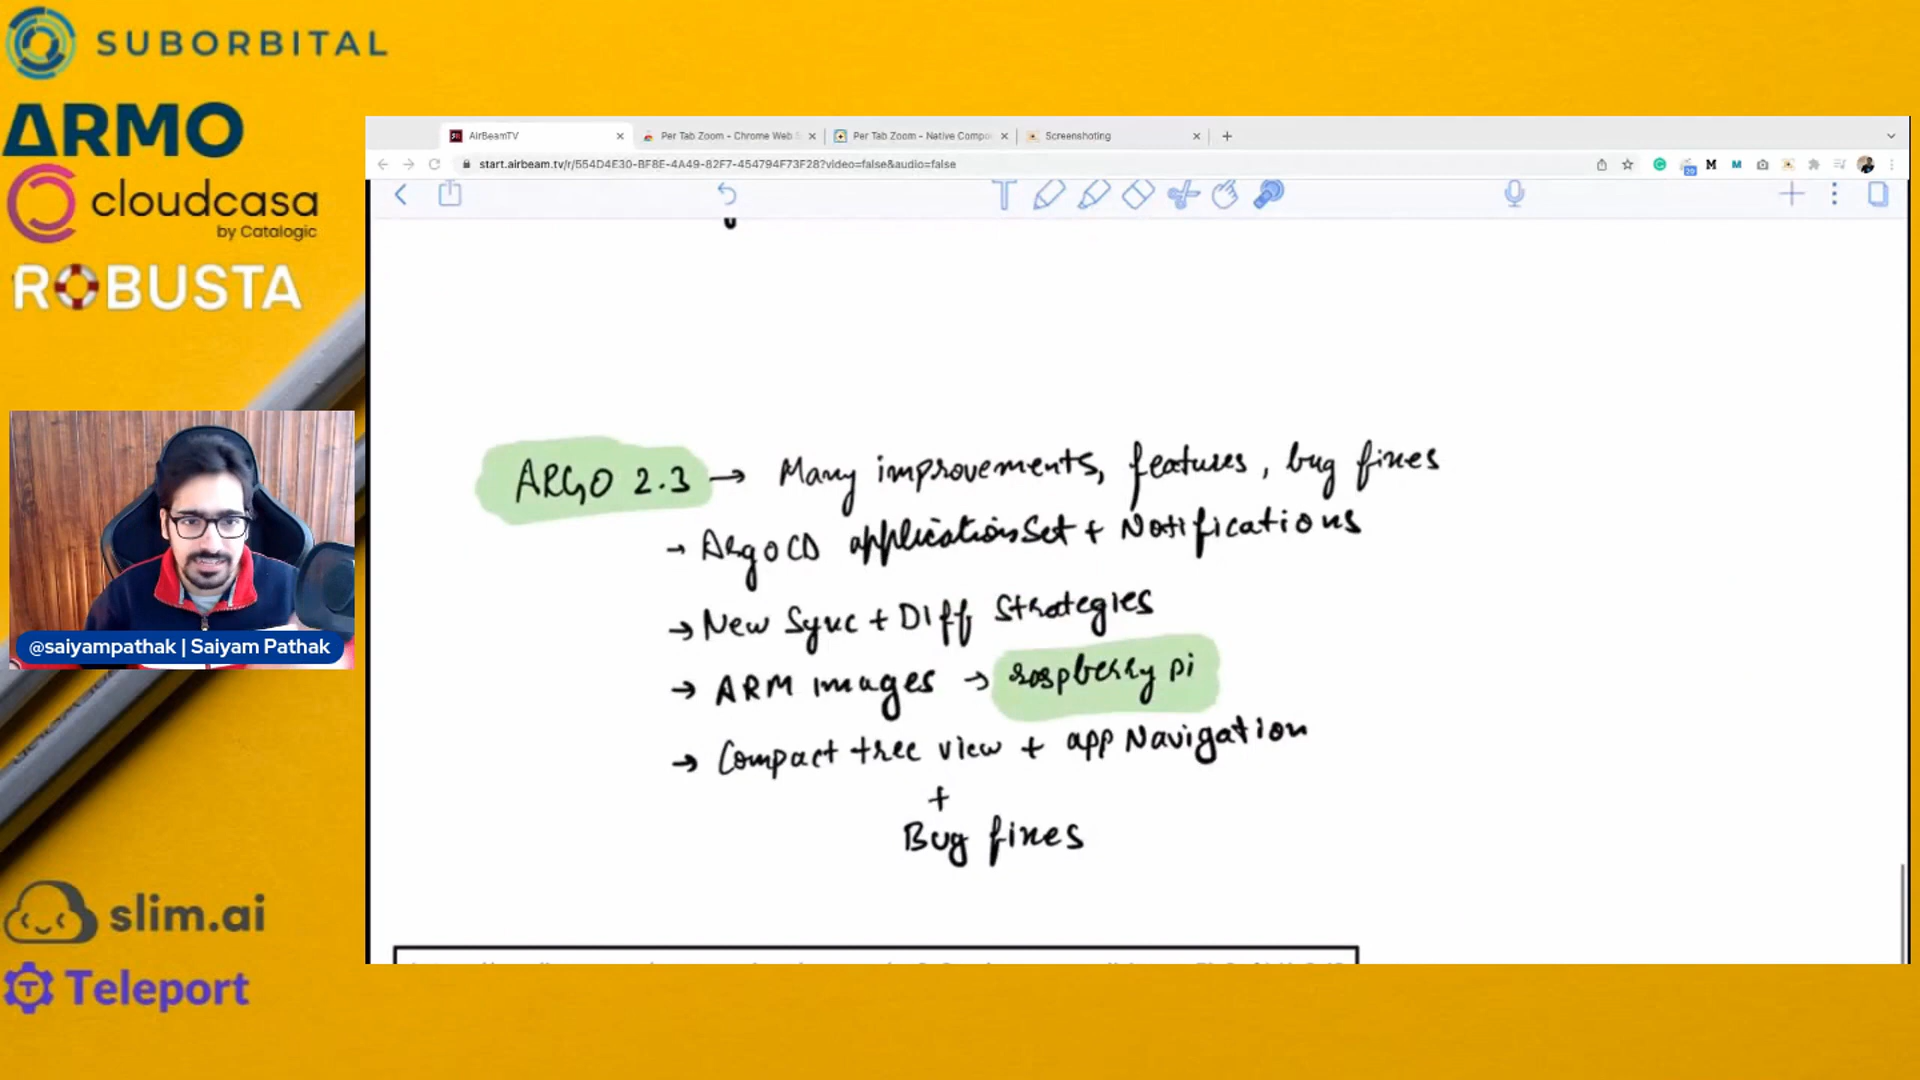 SUBORBITAL
ARMO
cloudcasa
by Catalogic
ROBUSTA
@saiyampathak | Saiyam Pathak
slim.ai
Teleport
AirBeamTV
Per Tab Zoom - Chrome Web S
Per Tab Zoom - Native Compo
Screenshoting
start.airbeam.tv/r/554D4E30-BF8E-4A49-82F7-454794F73F28?video=false&audio=false
ARGO 2.3 → Many improvements, features, bug fixes
→ ArgoCD applicationSet + Notifications
→ New Sync + Diff Strategies
→ ARM images → raspberry pi
→ Compact tree view + app Navigation
+
Bug fixes